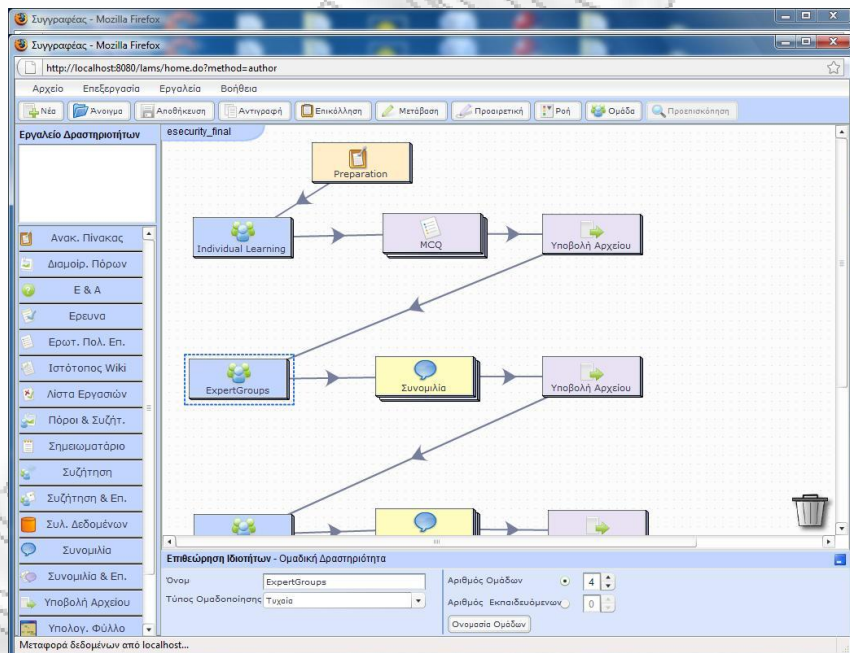 Συγγραφέας - Mozilla Firefox
Συγγραφέας - Mozilla Firefox
http://localhost:8080/lams/home.do?method=author
Αρχείο Επεξεργασία Εργαλεία Βοήθεια
Νέο Άνοιγμα Αποθήκευση Αντιγραφή Επικόλληση Μετάβαση Προαιρετική Ροή Ομάδα Προεπισκόπηση
Εργαλείο Δραστηριοτήτων
esecurity_final
Preparation
Individual Learning
MCQ
Υποβολή Αρχείου
ExpertGroups
Συνομιλία
Υποβολή Αρχείου
Ανακ. Πίνακας
Διαμοίρ. Πόρων
Ε & Α
Ερευνα
Ερωτ. Πολ. Επ.
Ιστότοπος Wiki
Λίστα Εργασιών
Πόροι & Συζήτ.
Σημειωματάριο
Συζήτηση
Συζήτηση & Επ.
Συλ. Δεδομένων
Συνομιλία
Συνομιλία & Επ.
Υποβολή Αρχείου
Υπολογ. Φύλλο
Επιθεώρηση Ιδιοτήτων - Ομαδική Δραστηριότητα
Όνομ ExpertGroups
Τύπος Ομαδοποίησης Τυχαία
Αριθμός Ομάδων 4
Αριθμός Εκπαιδευόμενων 0
Ονομασία Ομάδων
Μεταφορά δεδομένων από localhost...